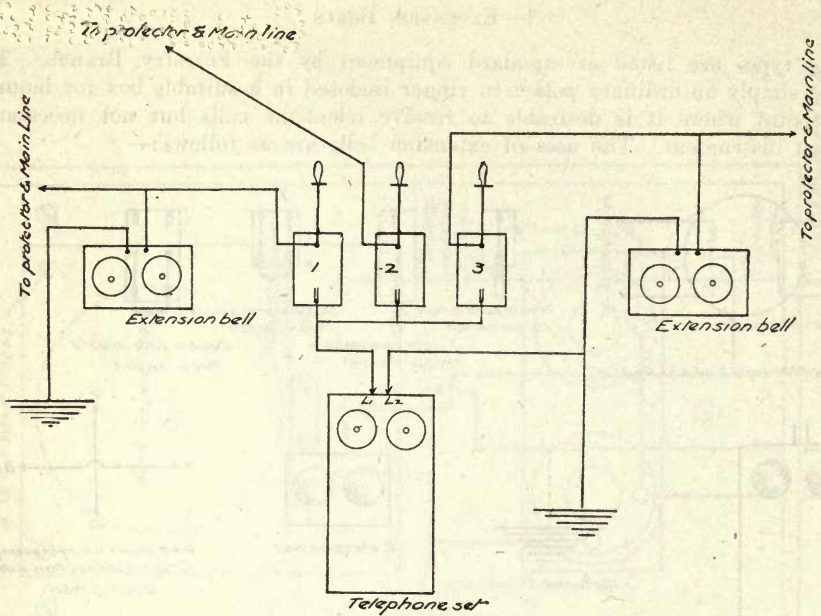 To protector & Main line
To protector & Main Line
To protector & Main line
1
2
3
Extension bell
Extension bell
L1 L2
Telephone set